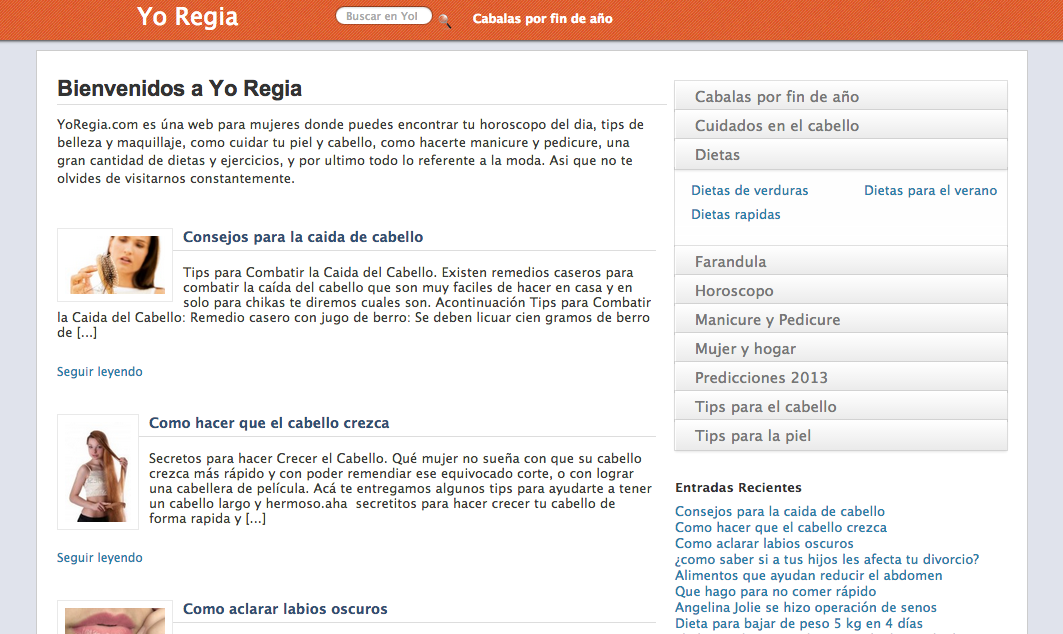 Yo Regia
Buscar en Yol
Cabalas por fin de año
Bienvenidos a Yo Regia
YoRegia.com es úna web para mujeres donde puedes encontrar tu horoscopo del dia, tips de
belleza y maquillaje, como cuidar tu piel y cabello, como hacerte manicure y pedicure, una
gran cantidad de dietas y ejercicios, y por ultimo todo lo referente a la moda. Asi que no te
olvides de visitarnos constantemente.
Consejos para la caida de cabello
Tips para Combatir la Caida del Cabello. Existen remedios caseros para
combatir la caída del cabello que son muy faciles de hacer en casa y en
solo para chikas te diremos cuales son. Acontinuación Tips para Combatir
la Caida del Cabello: Remedio casero con jugo de berro: Se deben licuar cien gramos de berro
de [...]
Seguir leyendo
Como hacer que el cabello crezca
Secretos para hacer Crecer el Cabello. Qué mujer no sueña con que su cabello
crezca más rápido y con poder remendiar ese equivocado corte, o con lograr
una cabellera de película. Acá te entregamos algunos tips para ayudarte a tener
un cabello largo y hermoso.aha  secretitos para hacer crecer tu cabello de
forma rapida y [...]
Seguir leyendo
Como aclarar labios oscuros
Cabalas por fin de año
Cuidados en el cabello
Dietas
Dietas de verduras
Dietas para el verano
Dietas rapidas
Farandula
Horoscopo
Manicure y Pedicure
Mujer y hogar
Predicciones 2013
Tips para el cabello
Tips para la piel
Entradas Recientes
Consejos para la caida de cabello
Como hacer que el cabello crezca
Como aclarar labios oscuros
¿como saber si a tus hijos les afecta tu divorcio?
Alimentos que ayudan reducir el abdomen
Que hago para no comer rápido
Angelina Jolie se hizo operación de senos
Dieta para bajar de peso 5 kg en 4 días